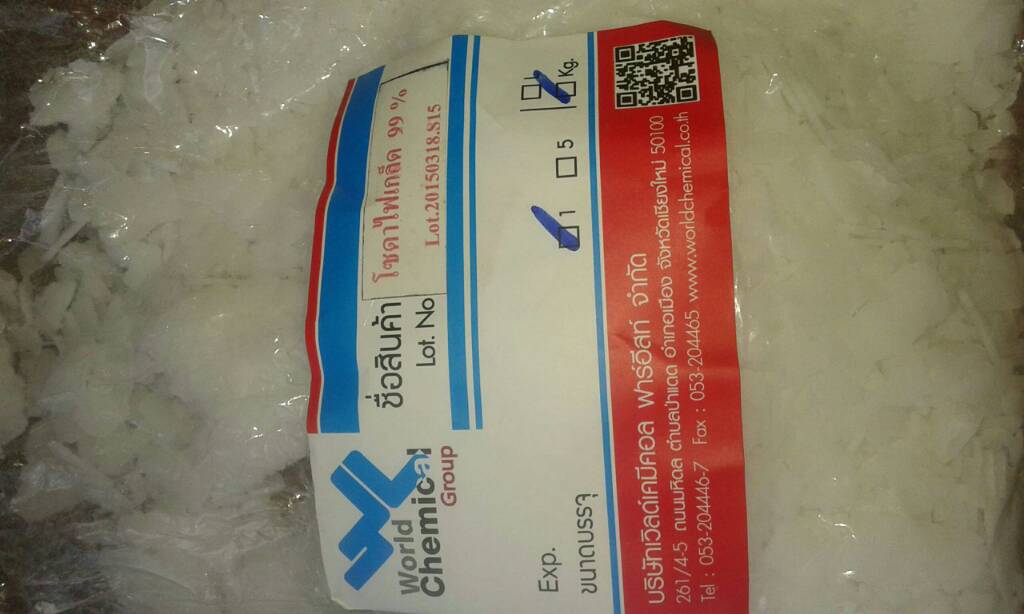 World
Chemical
Group
ชื่อสินค้า โซดาไฟเกล็ด 99 %
Lot. No Lot.20150318.S15
Exp.
ขนาดบรรจุ 1 5 Kg.
บริษัทเวิลด์เคมีคอล ฟาร์อีสท์ จำกัด
261/4-5 ถนนมหิดล ตำบลป่าแดด อำเภอเมือง จังหวัดเชียงใหม่ 50100
Tel : 053-204446-7 Fax : 053-204465 www.worldchemical.co.th